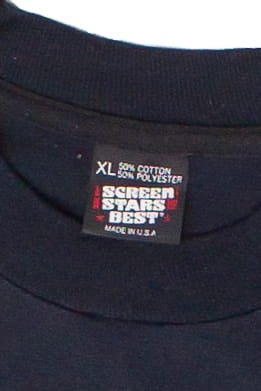 XL 50% COTTON
50% POLYESTER
SCREEN
STARS
BEST
MADE IN U.S.A